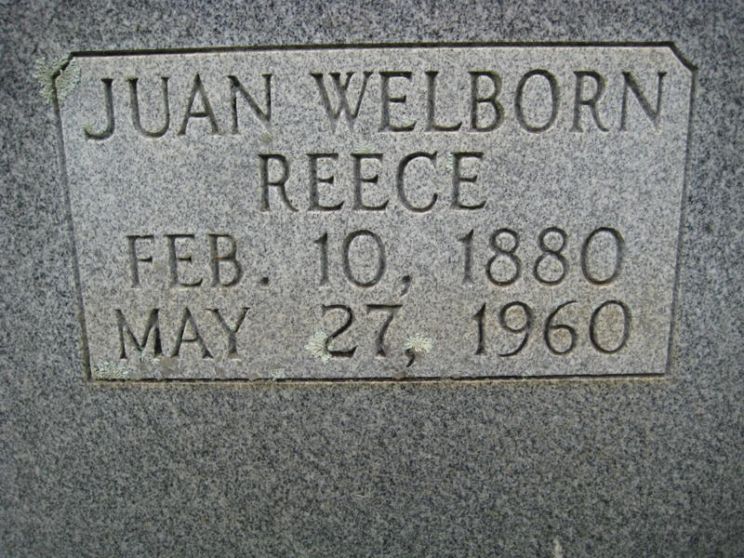 JUAN WELBORN
REECE
FEB. 10, 1880
MAY 27, 1960